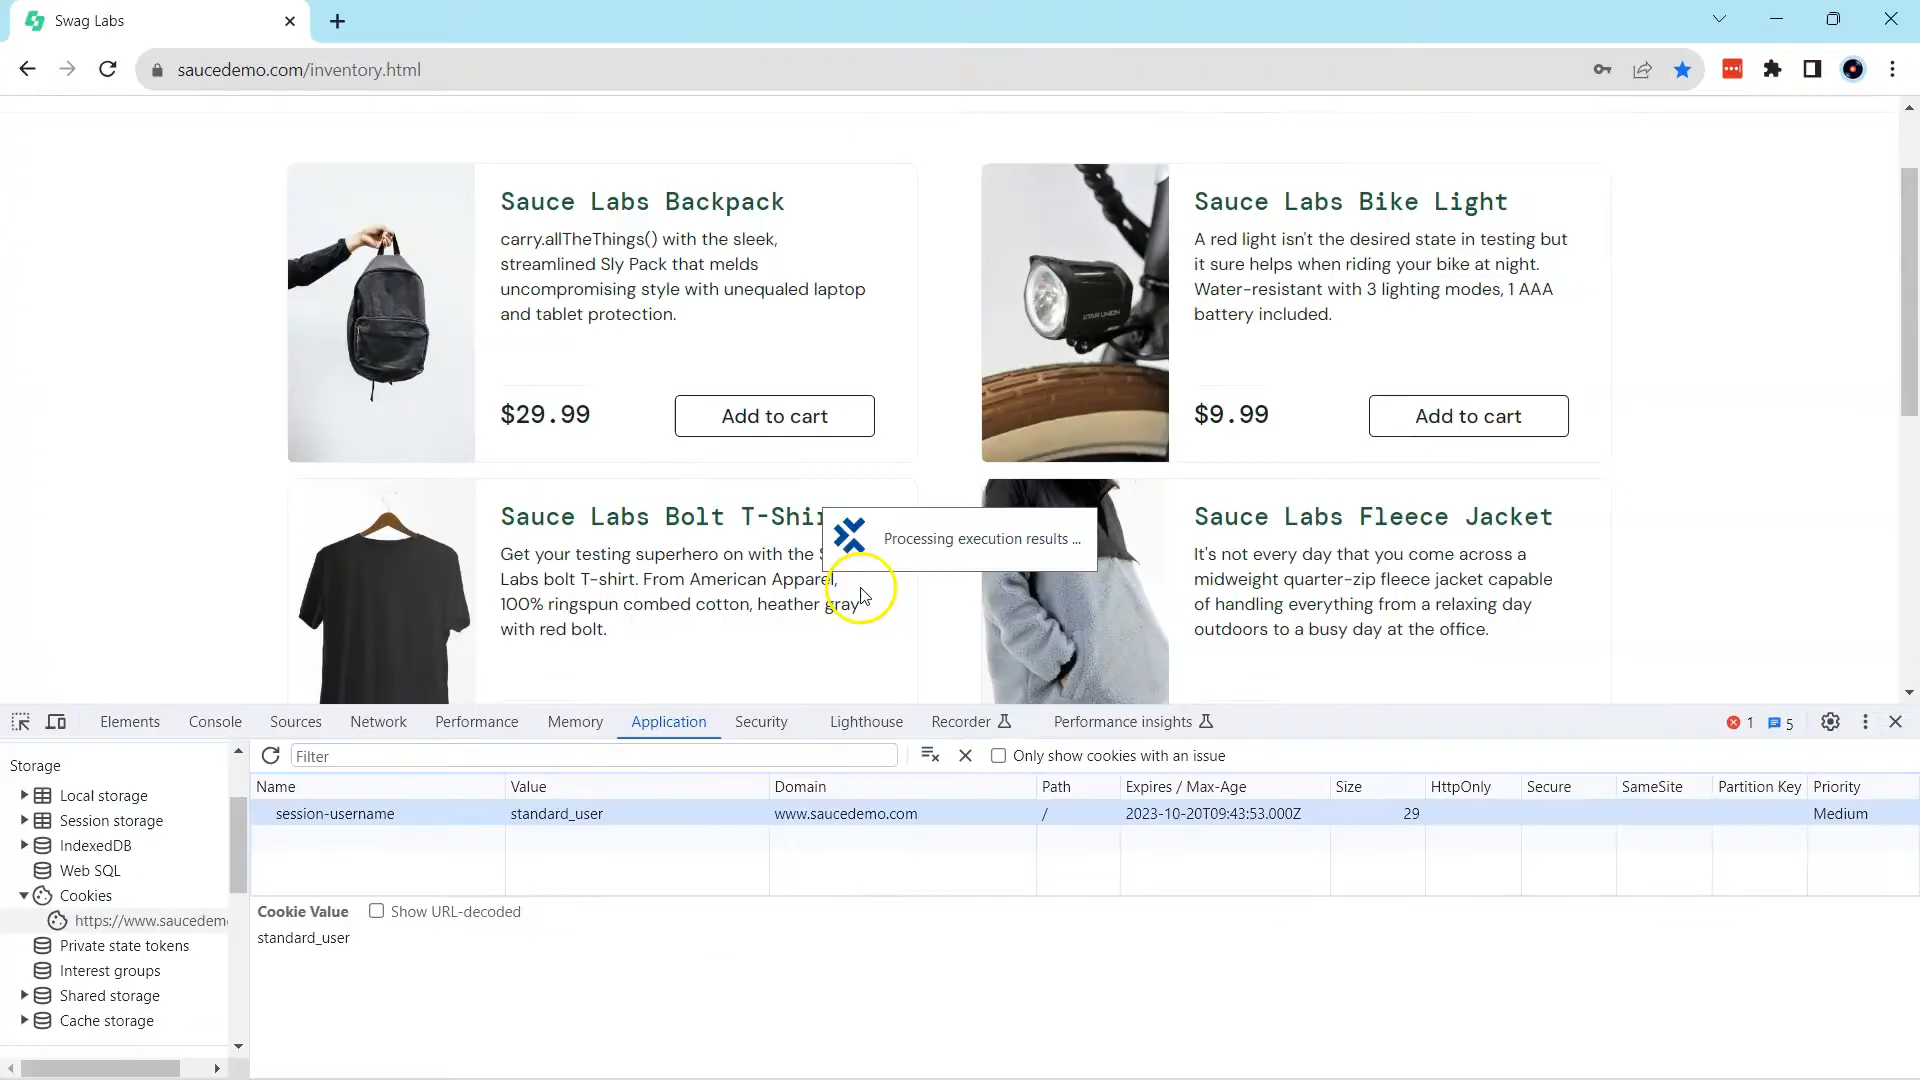 Swag Labs
saucedemo.com/inventory.html
Sauce Labs Backpack
carry.allTheThings() with the sleek,
streamlined Sly Pack that melds
uncompromising style with unequaled laptop
and tablet protection.
$29.99
Add to cart
Sauce Labs Bike Light
A red light isn't the desired state in testing but
it sure helps when riding your bike at night.
Water-resistant with 3 lighting modes, 1 AAA
battery included.
STAR UNION
$9.99
Add to cart
Sauce Labs Bolt T-Shir
Get your testing superhero on with the S
Labs bolt T-shirt. From American Apparel,
100% ringspun combed cotton, heather gray
with red bolt.
Processing execution results ...
Sauce Labs Fleece Jacket
It's not every day that you come across a
midweight quarter-zip fleece jacket capable
of handling everything from a relaxing day
outdoors to a busy day at the office.
Elements Console Sources Network Performance Memory Application Security Lighthouse Recorder Performance insights 1 5
Storage
Local storage
Session storage
IndexedDB
Web SQL
Cookies
https://www.saucedem
Private state tokens
Interest groups
Shared storage
Cache storage
Filter
Only show cookies with an issue
Name Value Domain Path Expires / Max-Age Size HttpOnly Secure SameSite Partition Key Priority
session-username standard_user www.saucedemo.com / 2023-10-20T09:43:53.000Z 29 Medium
Cookie Value Show URL-decoded
standard_user